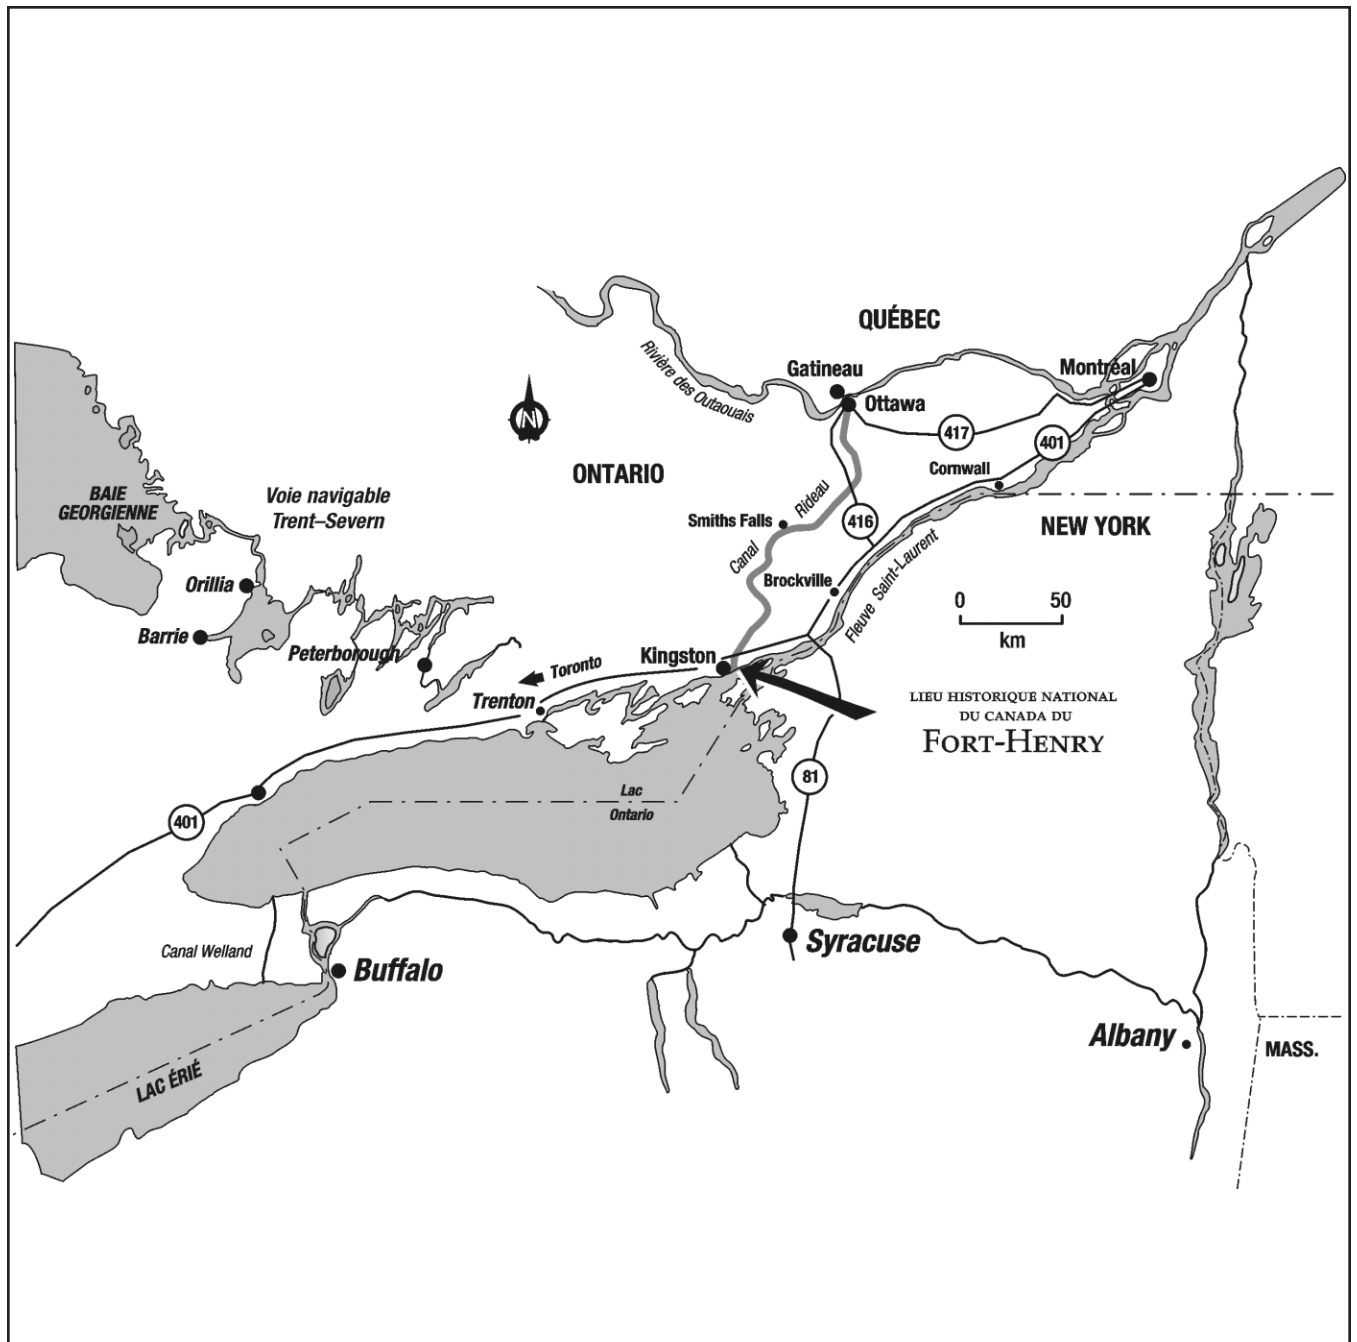 QUÉBEC
Rivière des Outaouais
Gatineau
Montréal
Ottawa
417
401
N
Cornwall
ONTARIO
BAIE
GEORGIENNE
Voie navigable
Trent–Severn
Canal Rideau
Smiths Falls
416
NEW YORK
Brockville
Fleuve Saint-Laurent
Orillia
0 50
km
Barrie
Peterborough
Kingston
Toronto
Trenton
LIEU HISTORIQUE NATIONAL
DU CANADA DU
FORT-HENRY
81
Lac
Ontario
401
Canal Welland
Syracuse
Buffalo
Albany
MASS.
LAC ÉRIÉ